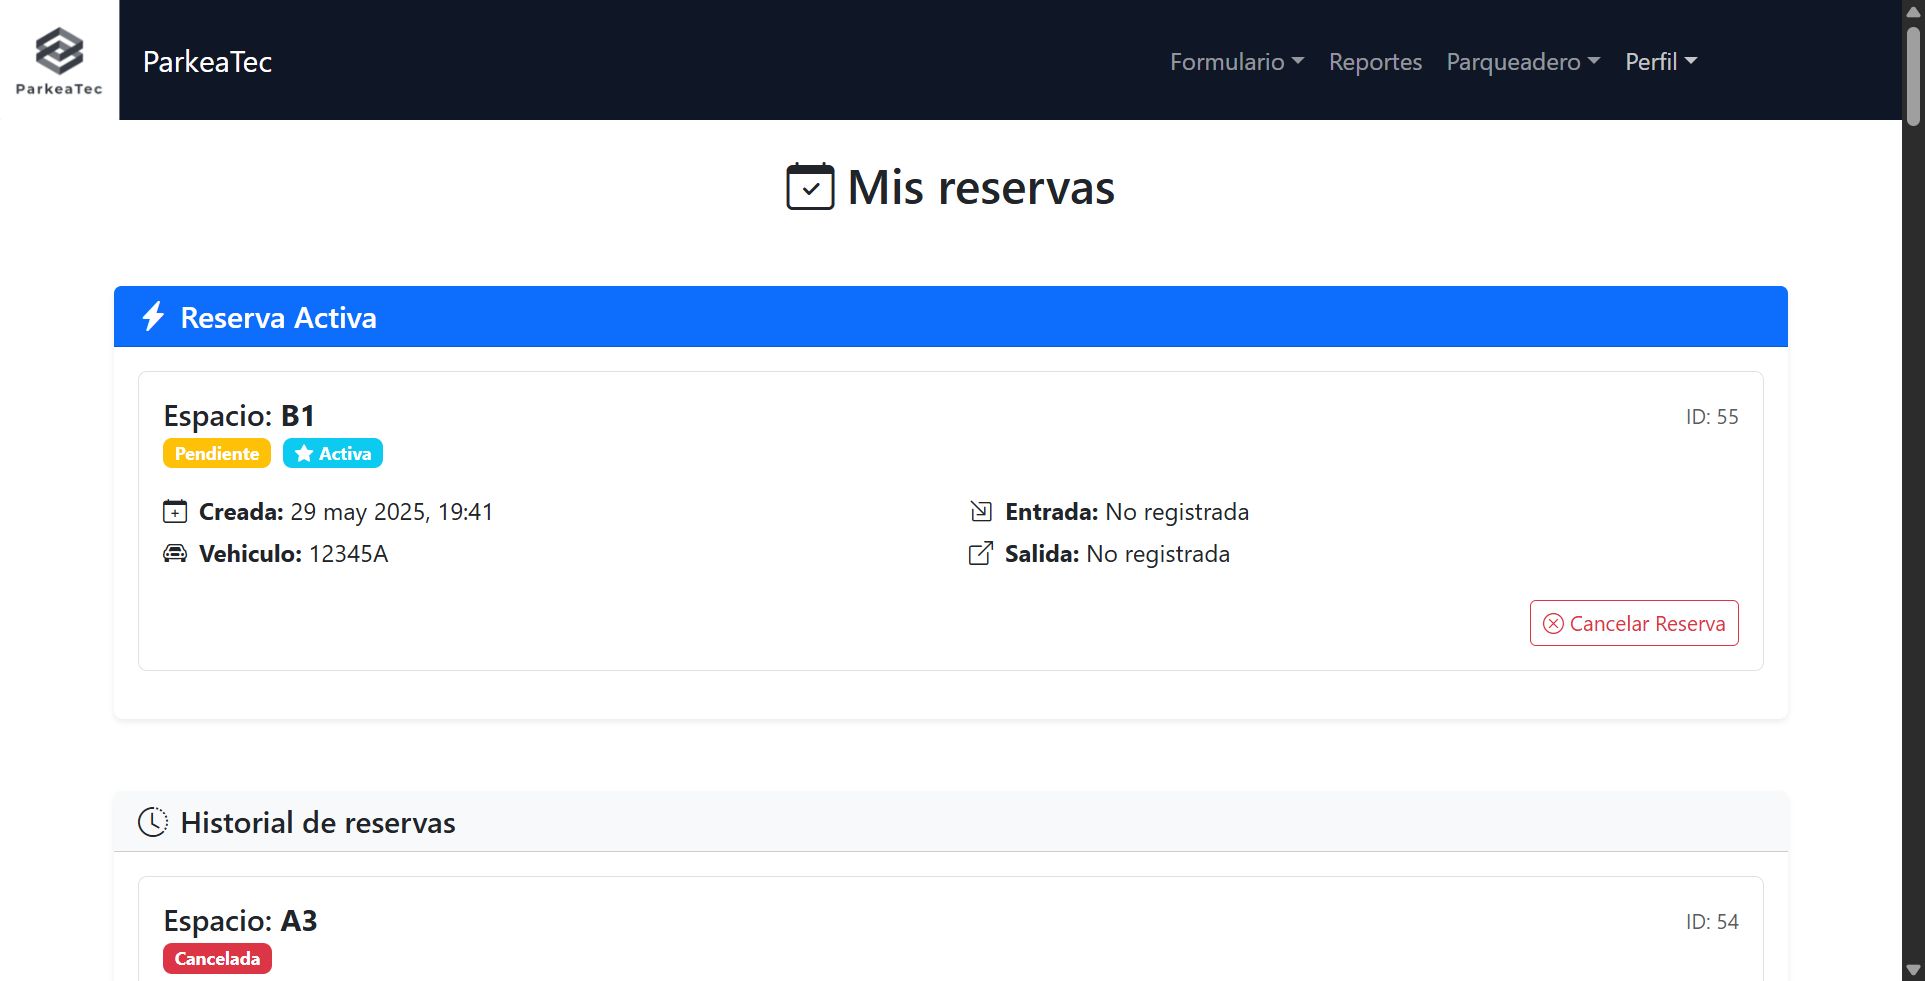 ParkeaTec
ParkeaTec
Formulario Reportes Parqueadero Perfil
Mis reservas
Reserva Activa
Espacio: B1
ID: 55
Pendiente Activa
Creada: 29 may 2025, 19:41
Entrada: No registrada
Vehiculo: 12345A
Salida: No registrada
Cancelar Reserva
Historial de reservas
Espacio: A3
ID: 54
Cancelada